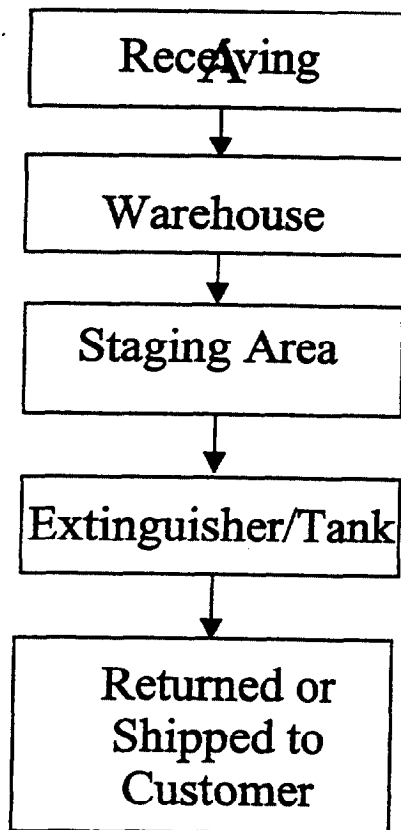 Receiving
A
Warehouse
Staging Area
Extinguisher/Tank
Returned or
Shipped to
Customer